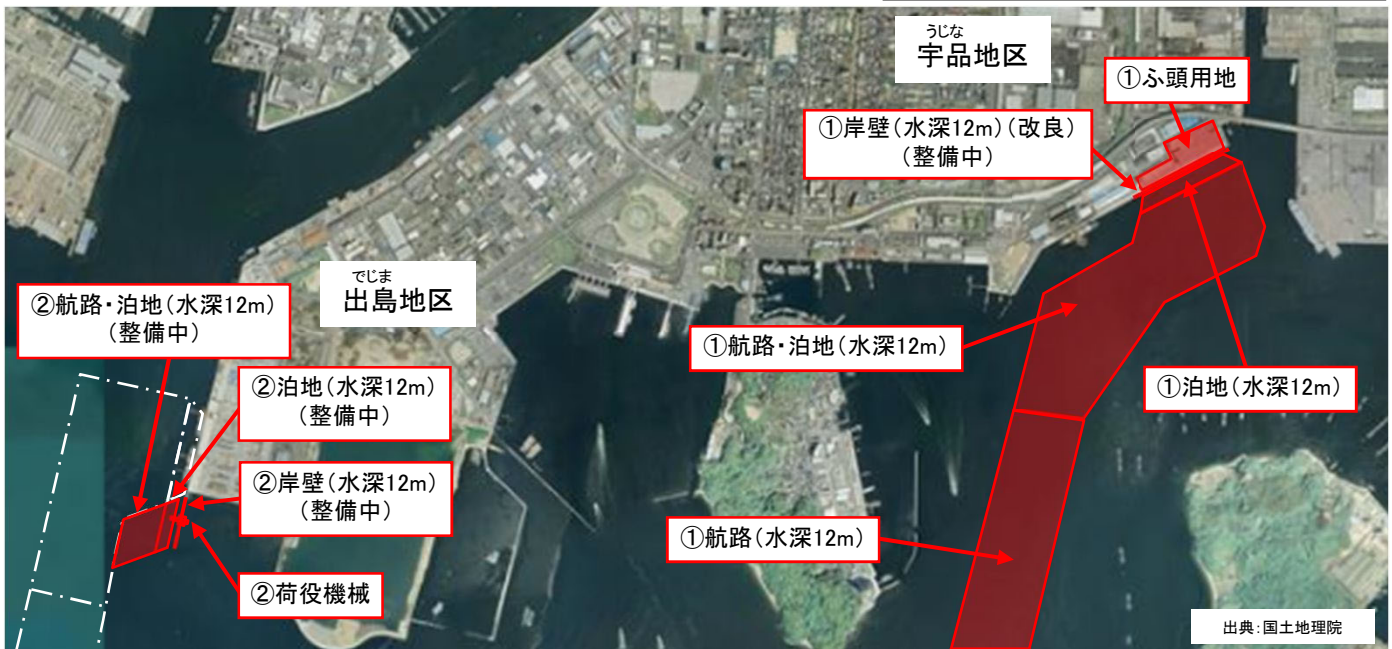 うじな
宇品地区
①ふ頭用地
①岸壁(水深12m)(改良)
(整備中)
でじま
出島地区
②航路・泊地(水深12m)
(整備中)
①航路・泊地(水深12m)
②泊地(水深12m)
(整備中)
①泊地(水深12m)
②岸壁(水深12m)
(整備中)
①航路(水深12m)
②荷役機械
出典:国土地理院